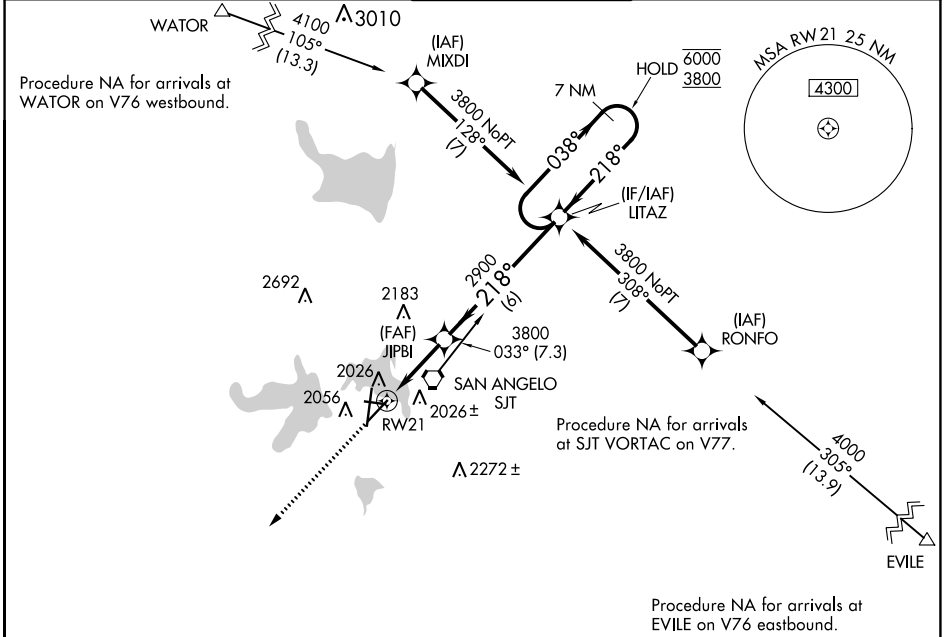 WATOR
4100
105°
(13.3)
3010
(IAF)
MIXDI
Procedure NA for arrivals at
WATOR on V76 westbound.
3800 NoPT
128°
(7)
7 NM
HOLD
6000
3800
038°
218°
MSA RW 21 25 NM
4300
(IF/IAF)
LITAZ
2900
218°
(6)
3800 NoPT
308°
(7)
(IAF)
RONFO
2692
2183
(FAF)
JIPBI
3800
033° (7.3)
SAN ANGELO
SJT
2026
2056
2026 ±
RW21
Procedure NA for arrivals
at SJT VORTAC on V77.
2272 ±
4000
305°
(13.9)
EVILE
Procedure NA for arrivals at
EVILE on V76 eastbound.